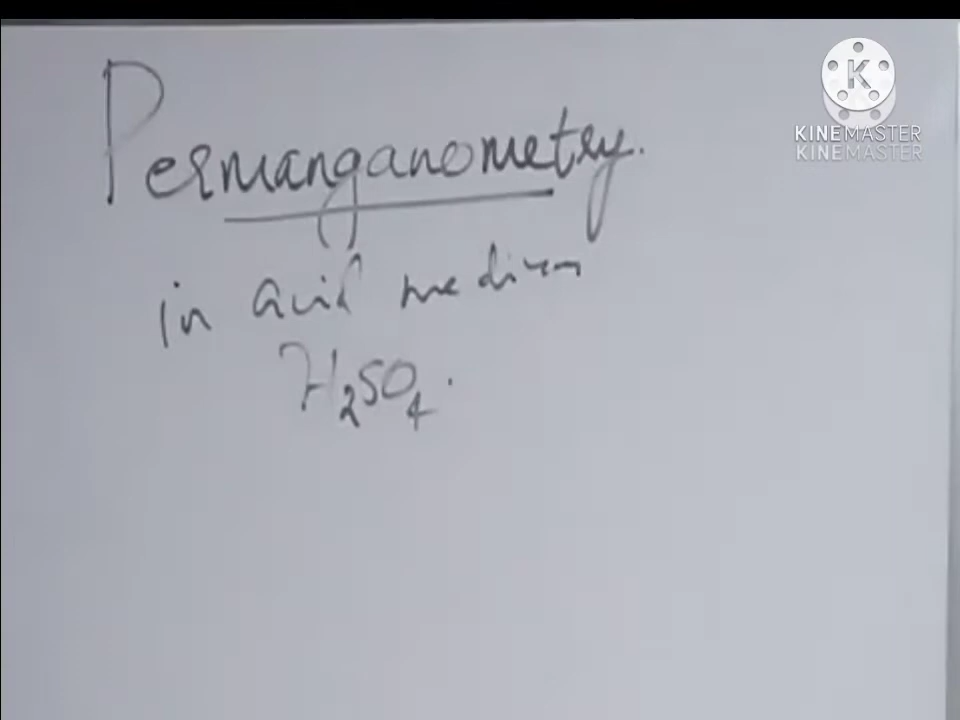 Permanganometry.
in acid medium
H₂SO₄.
KINEMASTER
KINEMASTER